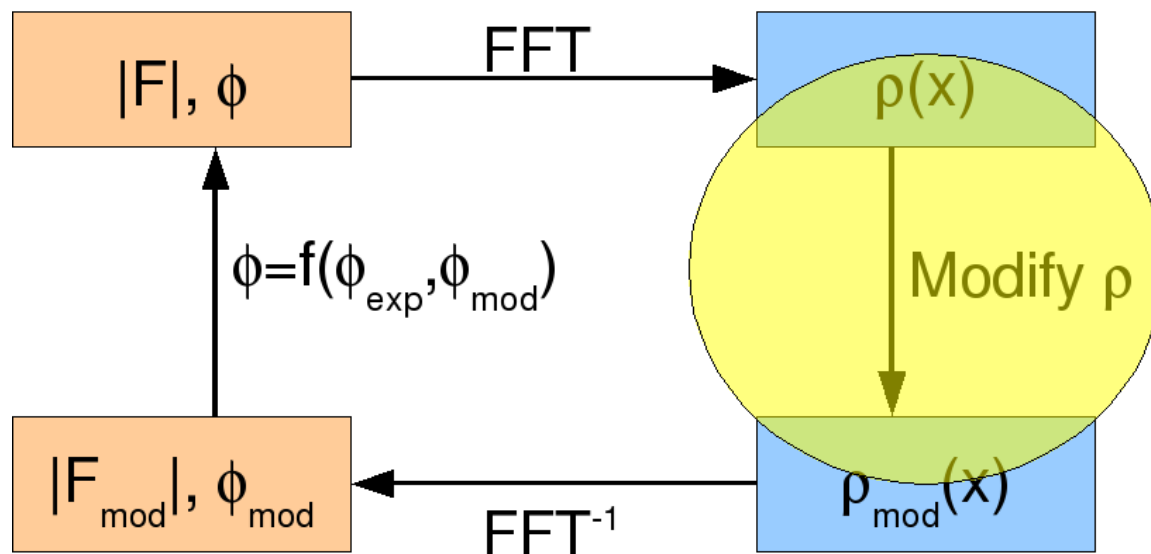 |F|, ϕ
FFT
ρ(x)
ϕ=f(ϕexp,ϕmod)
Modify ρ
|Fmod|, ϕmod
FFT-1
ρmod(x)